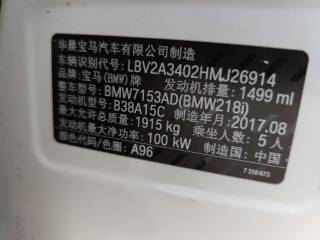 华晨宝马汽车有限公司制造
车辆识别代号：LBV2A3402HMJ26914
品牌：宝马(BMW)牌 发动机排量：1499 ml
整车型号：BMW7153AD(BMW218i)
发动机型号：B38A15C 制造年月：2017.08
最大允许总质量：1915 kg 乘坐人数：5 人
发动机最大净功率：100 kW 制造国：中国
颜色代码/色图：A96
7318673